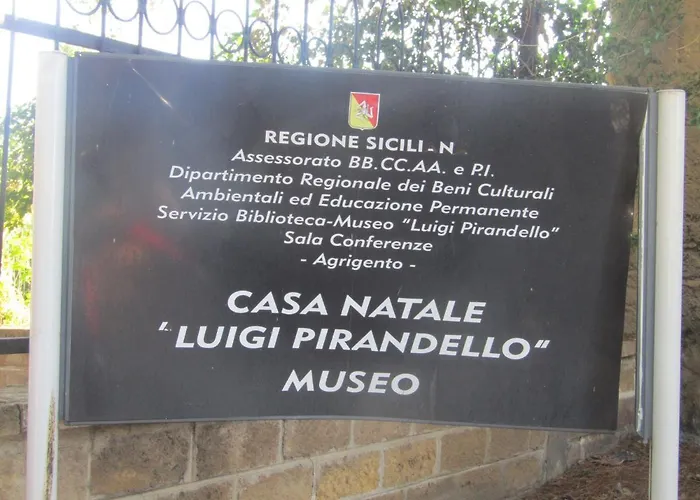 REGIONE SICILI-N
Assessorato BB.CC.AA. e P.I.
Dipartimento Regionale dei Beni Culturali
Ambientali ed Educazione Permanente
Servizio Biblioteca-Museo "Luigi Pirandello"
Sala Conferenze
- Agrigento -
CASA NATALE
"LUIGI PIRANDELLO"
MUSEO